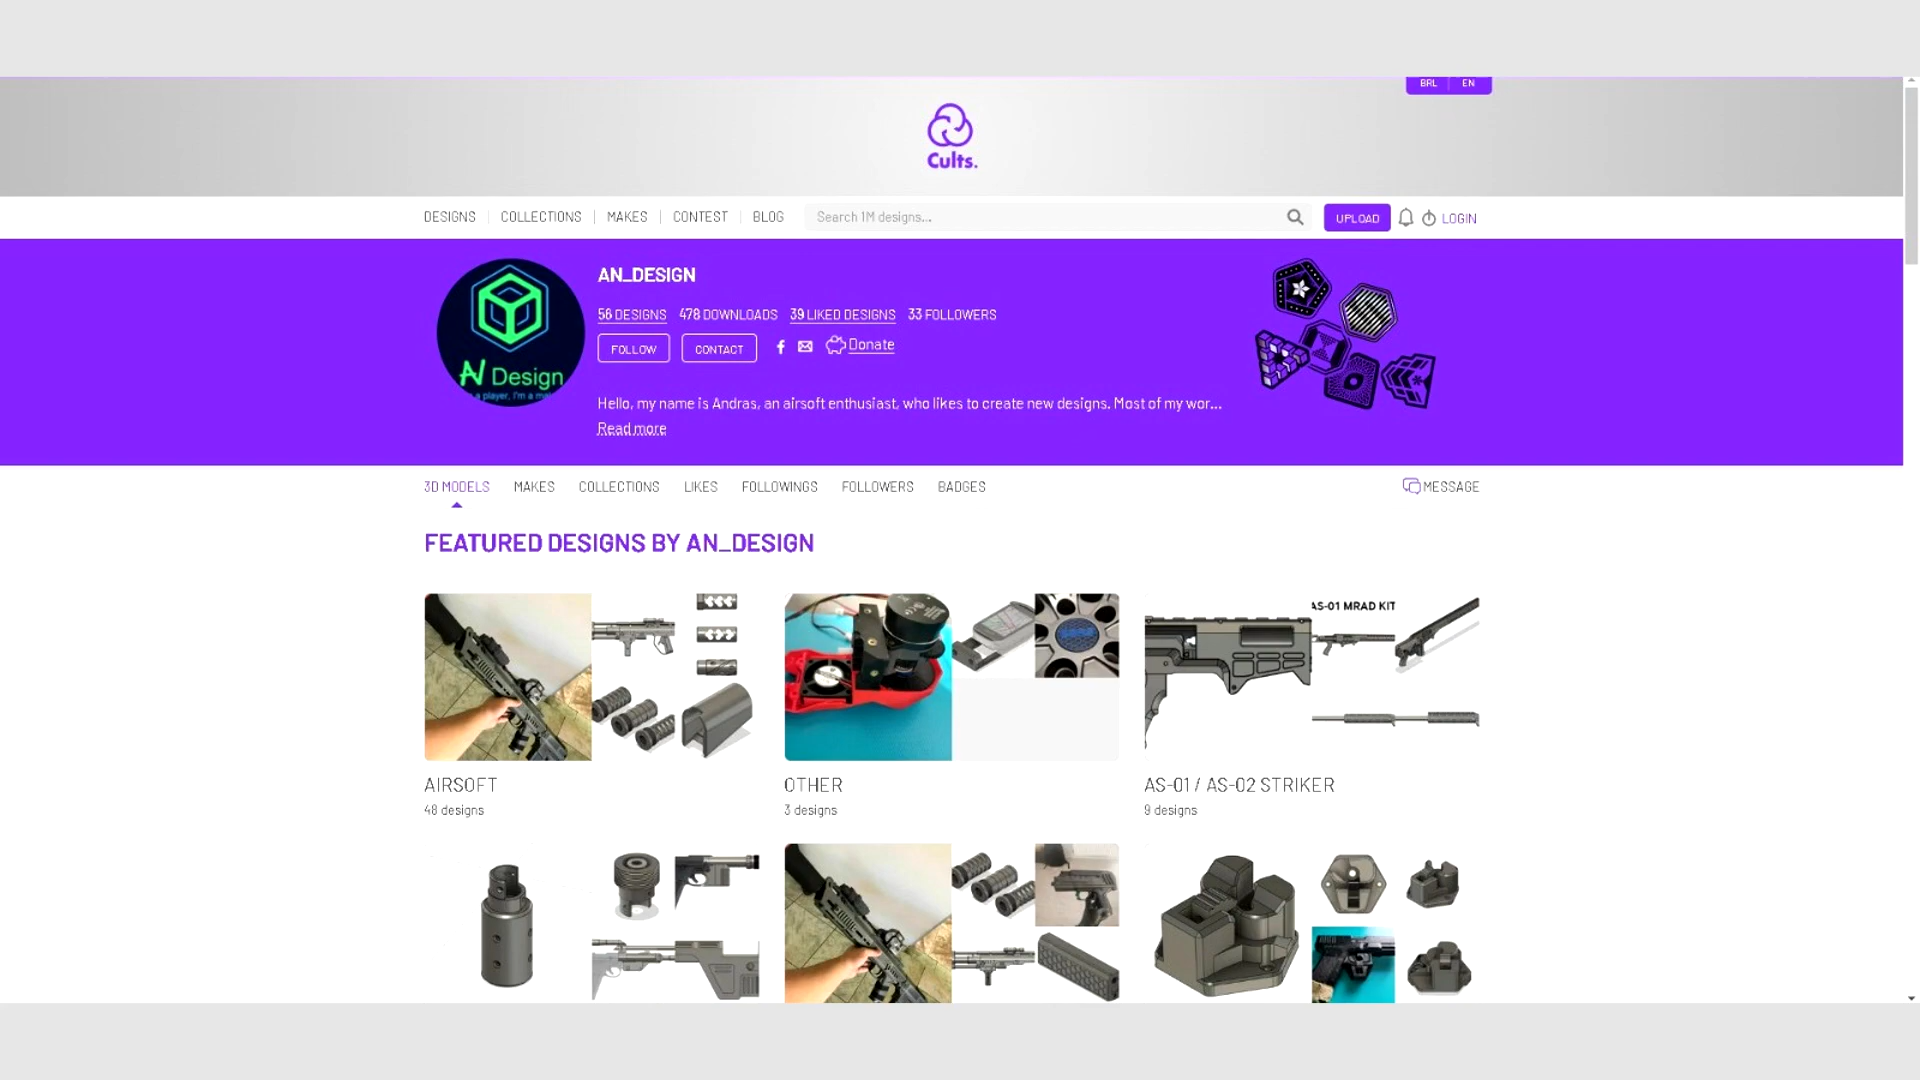 BRL EN
Cults.
DESIGNS COLLECTIONS MAKES CONTEST BLOG Search 1M designs... UPLOAD LOGIN
AN_DESIGN
56 DESIGNS 478 DOWNLOADS 39 LIKED DESIGNS 33 FOLLOWERS
FOLLOW CONTACT Donate
AN Design
a player, I'm a
Hello, my name is Andras, an airsoft enthusiast, who likes to create new designs. Most of my wor...
Read more
3D MODELS MAKES COLLECTIONS LIKES FOLLOWINGS FOLLOWERS BADGES MESSAGE
FEATURED DESIGNS BY AN_DESIGN
AS-01 MRAD KIT
AIRSOFT
48 designs
OTHER
3 designs
AS-01 / AS-02 STRIKER
9 designs